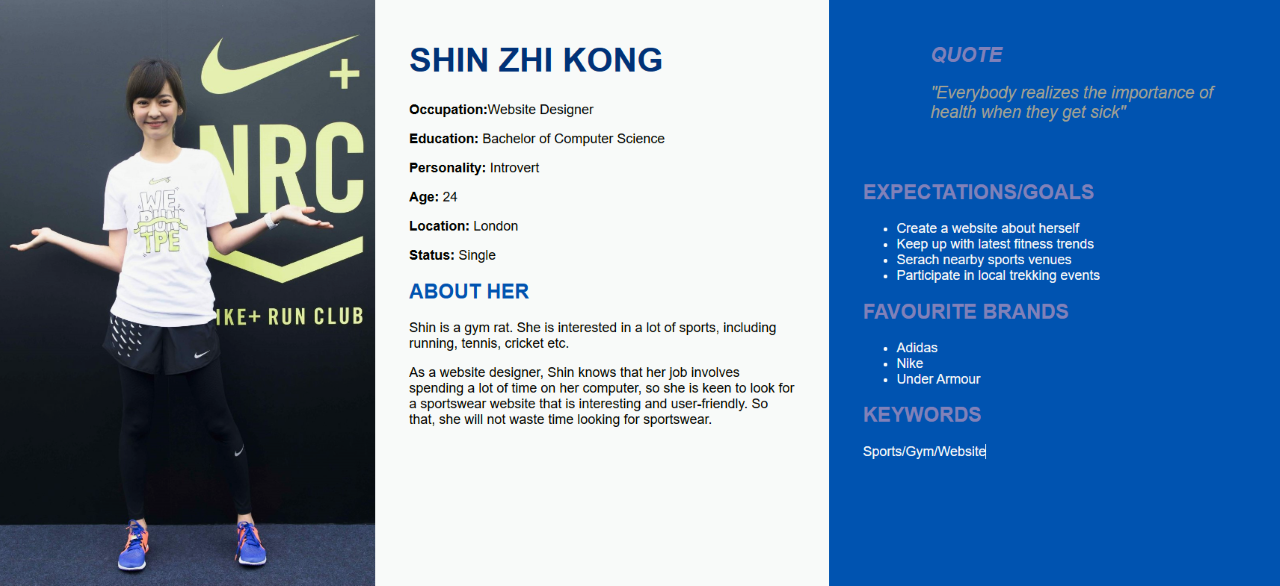 +
NRC
NIKE+ RUN CLUB
WE
RUN
TPE
SHIN ZHI KONG
Occupation:Website Designer
Education: Bachelor of Computer Science
Personality: Introvert
Age: 24
Location: London
Status: Single
ABOUT HER
Shin is a gym rat. She is interested in a lot of sports, including
running, tennis, cricket etc.
As a website designer, Shin knows that her job involves
spending a lot of time on her computer, so she is keen to look for
a sportswear website that is interesting and user-friendly. So
that, she will not waste time looking for sportswear.
QUOTE
"Everybody realizes the importance of
health when they get sick"
EXPECTATIONS/GOALS
• Create a website about herself
• Keep up with latest fitness trends
• Serach nearby sports venues
• Participate in local trekking events
FAVOURITE BRANDS
• Adidas
• Nike
• Under Armour
KEYWORDS
Sports/Gym/Website